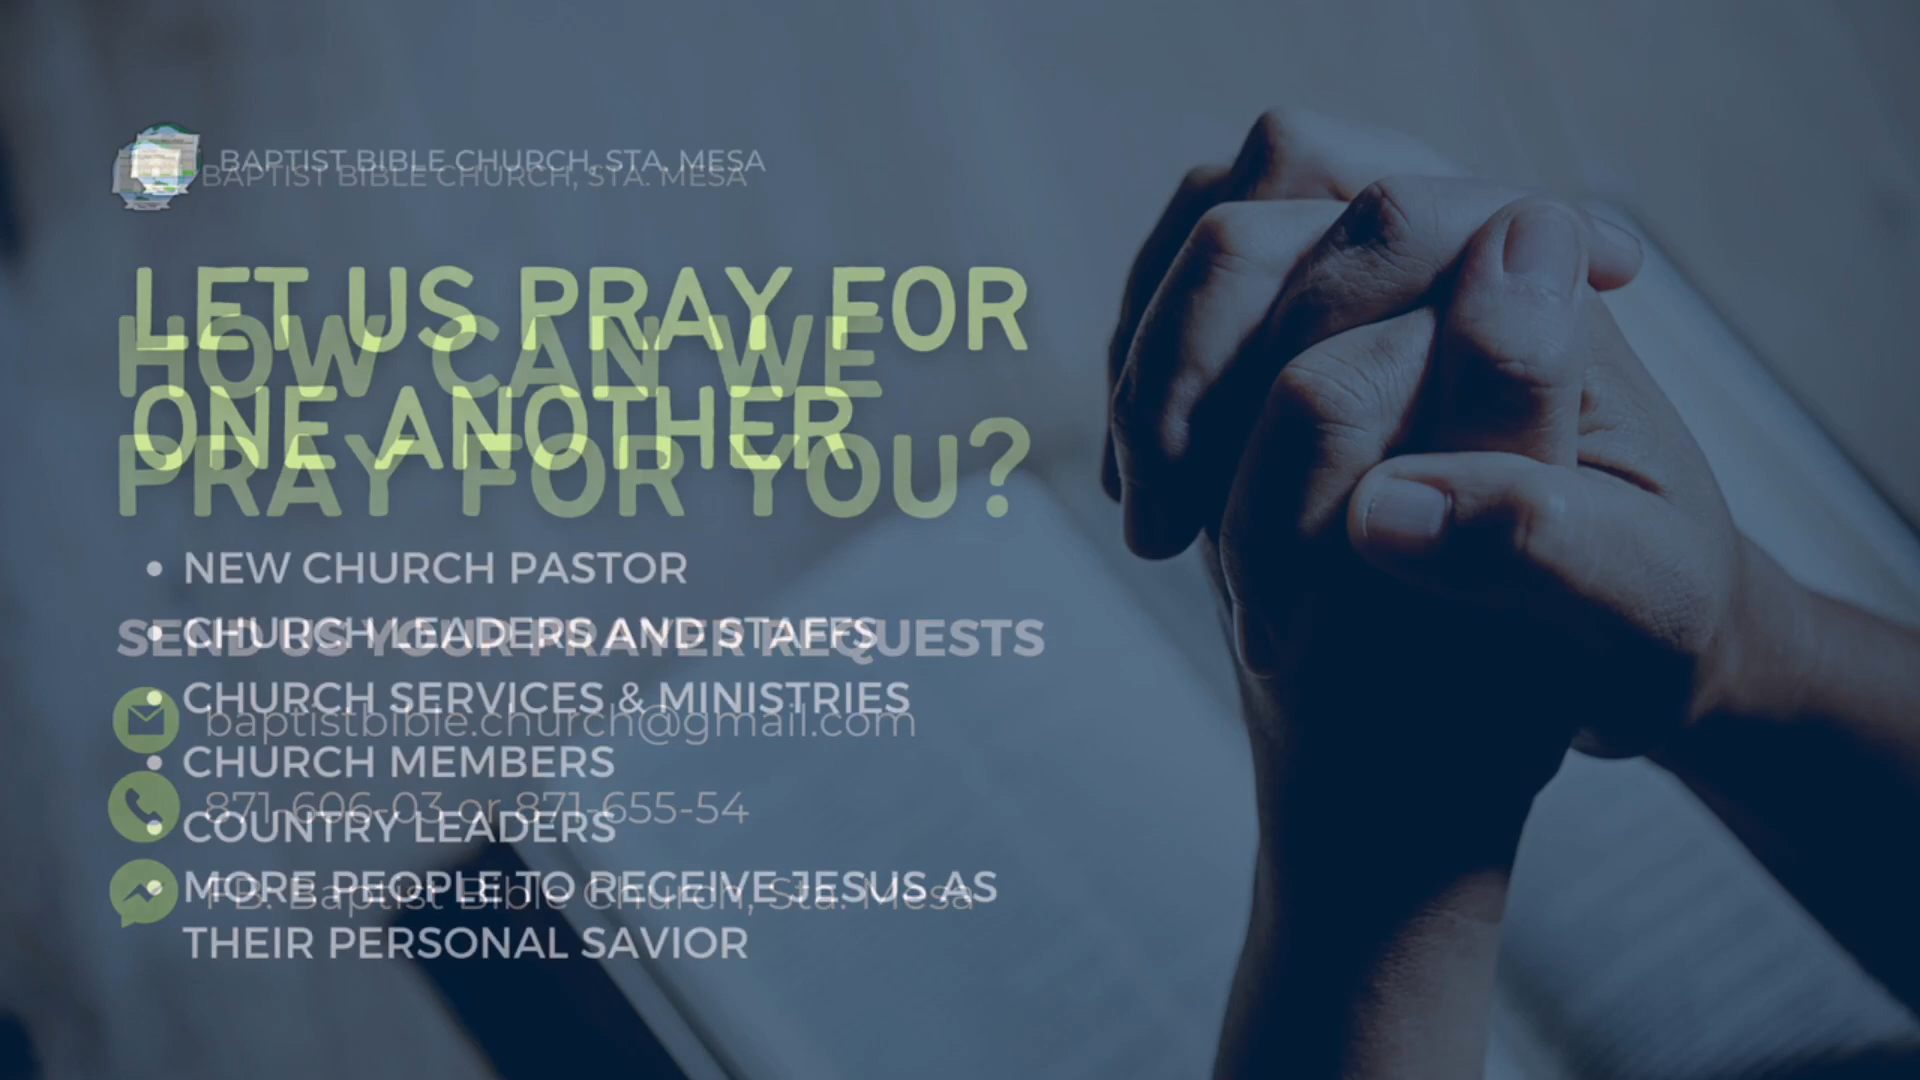 BAPTIST BIBLE CHURCH, STA. MESA
LET US PRAY FOR
ONE ANOTHER
NEW CHURCH PASTOR
CHURCH LEADERS AND STAFFS
CHURCH SERVICES & MINISTRIES
CHURCH MEMBERS
COUNTRY LEADERS
MORE PEOPLE TO RECEIVE JESUS AS
THEIR PERSONAL SAVIOR
BAPTIST BIBLE CHURCH, STA. MESA
HOW CAN WE
PRAY FOR YOU?
SEND US YOUR PRAYER REQUESTS
baptistbible.church@gmail.com
871-606-03 or 871-655-54
FB: Baptist Bible Church, Sta. Mesa